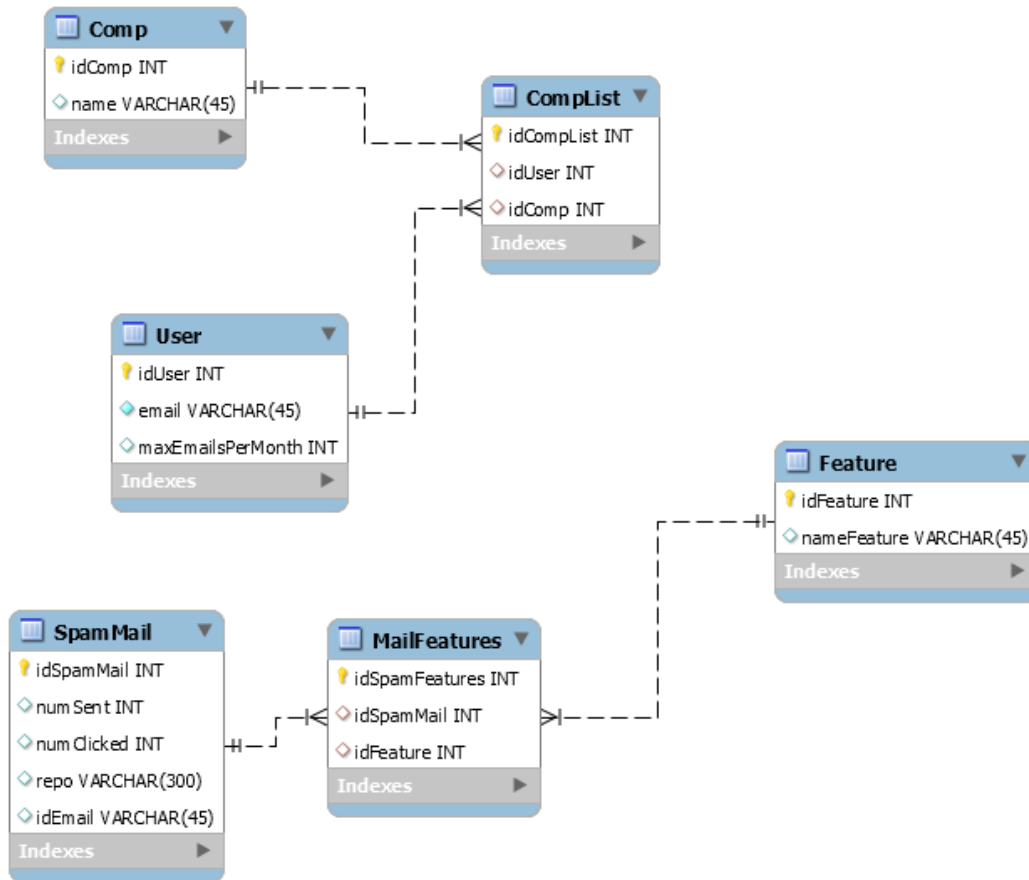 Comp
idComp INT
name VARCHAR(45)
Indexes
CompList
idCompList INT
idUser INT
idComp INT
Indexes
User
idUser INT
email VARCHAR(45)
maxEmailsPerMonth INT
Indexes
Feature
idFeature INT
nameFeature VARCHAR(45)
Indexes
SpamMail
idSpamMail INT
numSent INT
numClicked INT
repo VARCHAR(300)
idEmail VARCHAR(45)
Indexes
MailFeatures
idSpamFeatures INT
idSpamMail INT
idFeature INT
Indexes